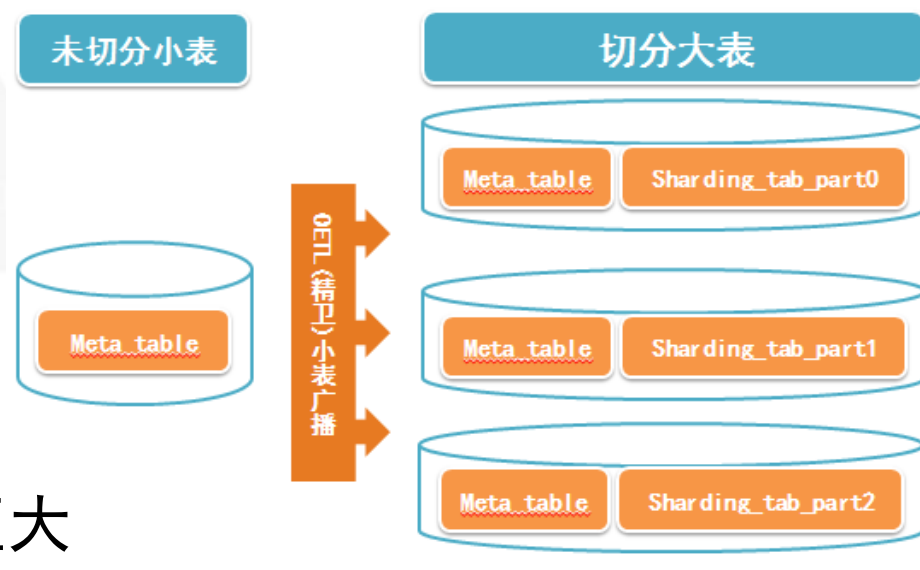 未切分小表
切分大表
Meta_table
Sharding_tab_part0
OETL(精卫)小表广播
Meta_table
Meta_table
Sharding_tab_part1
Meta_table
Sharding_tab_part2
大